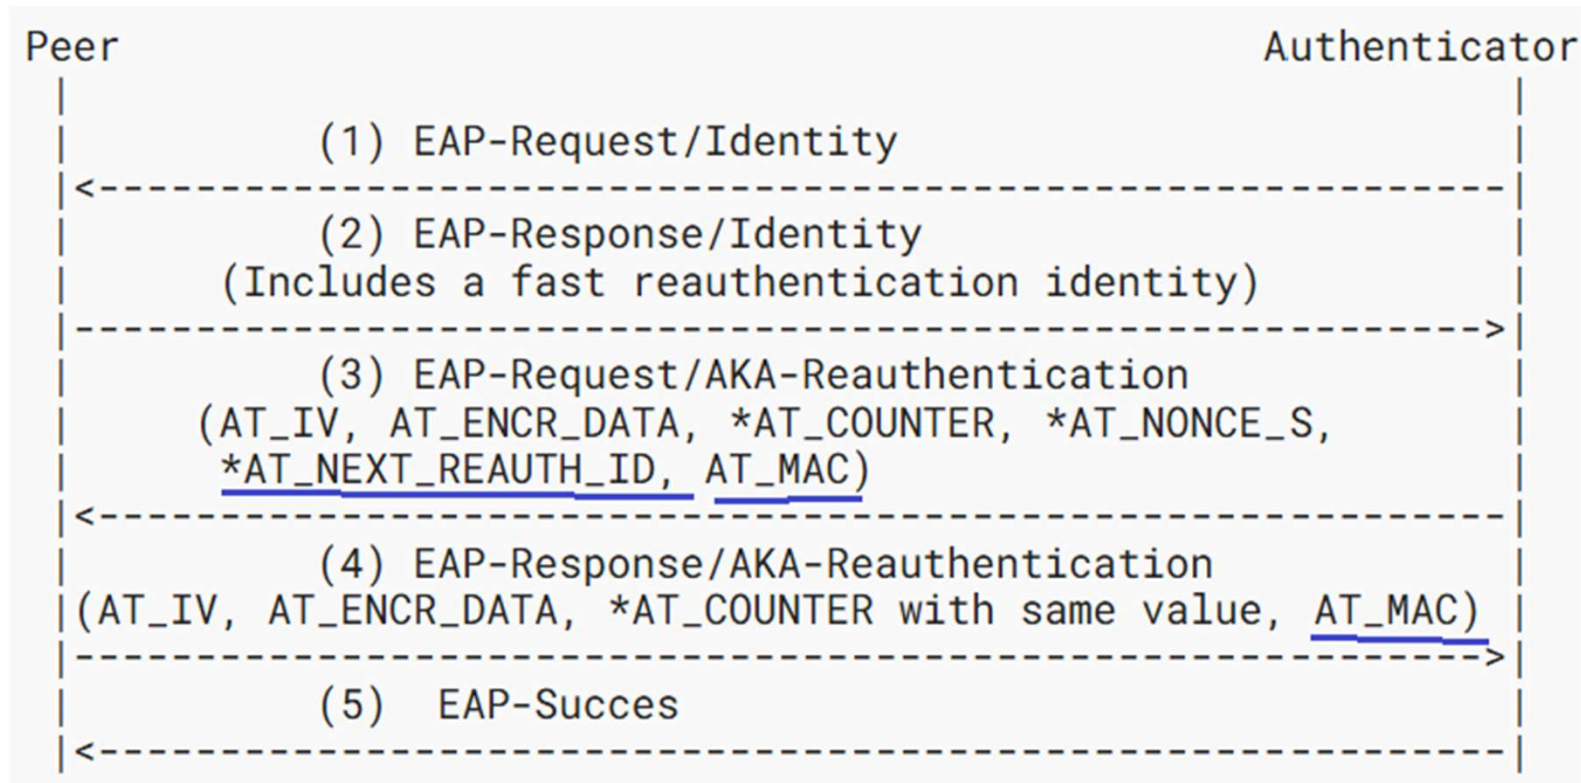 Peer Authenticator
(1) EAP-Request/Identity
(2) EAP-Response/Identity
(Includes a fast reauthentication identity)
(3) EAP-Request/AKA-Reauthentication
(AT_IV, AT_ENCR_DATA, *AT_COUNTER, *AT_NONCE_S,
*AT_NEXT_REAUTH_ID, AT_MAC)
(4) EAP-Response/AKA-Reauthentication
(AT_IV, AT_ENCR_DATA, *AT_COUNTER with same value, AT_MAC)
(5) EAP-Succes